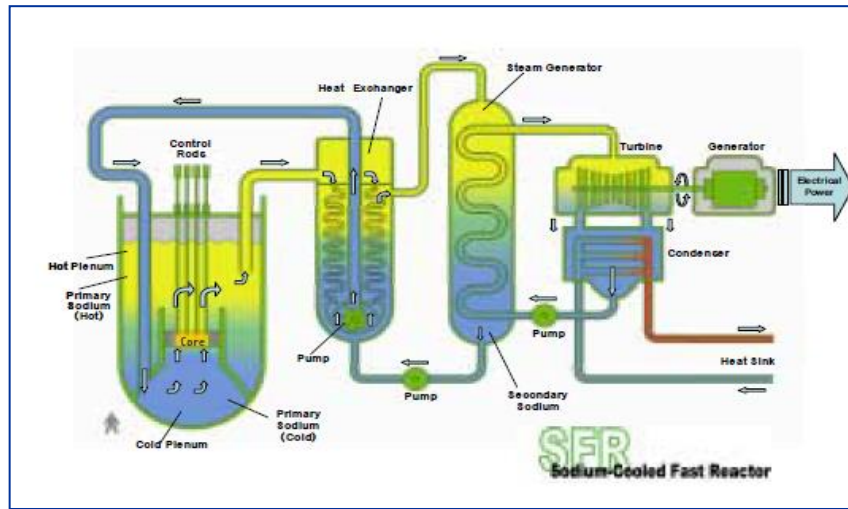 Steam Generator
Heat Exchanger
Control
Rods
Turbine
Generator
Electrical
Power
Hot Plenum
Condenser
Primary
Sodium
(Hot)
Core
Pump
Pump
Heat Sink
Pump
Secondary
Sodium
Primary
Sodium
(Cold)
Cold Plenum
SFR
Sodium-Cooled Fast Reactor